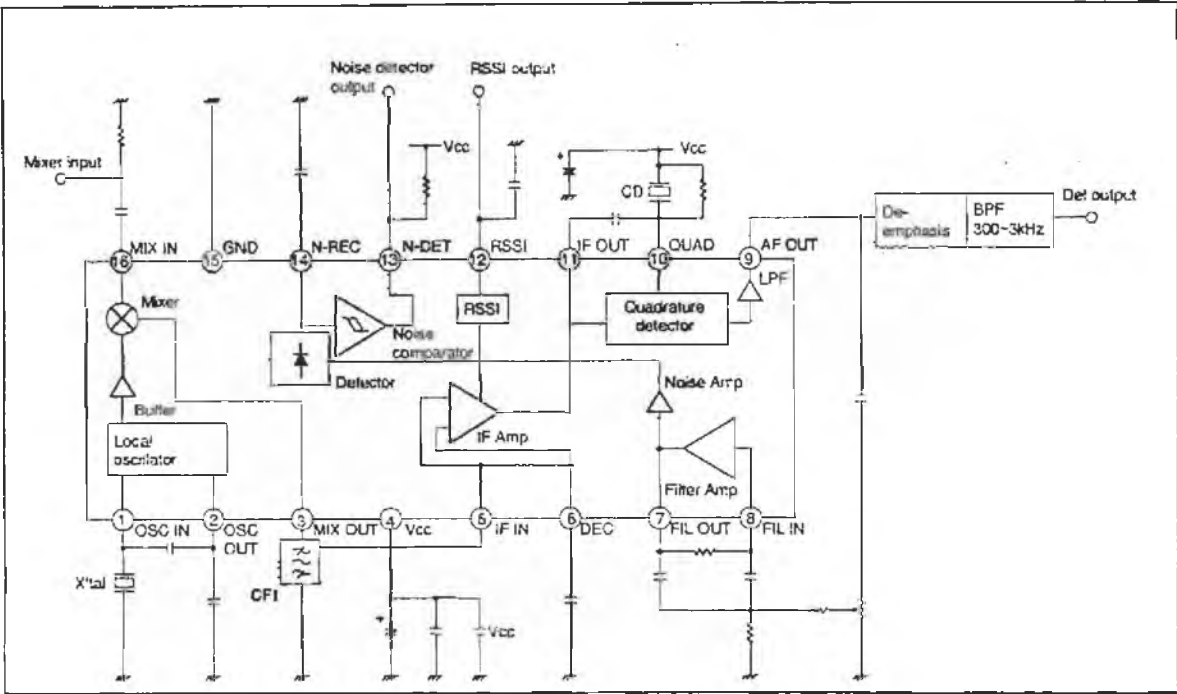 Noise detector
output
RSSI output
Vcc
Vcc
Mixer input
CD
Det output
De-
emphasis
BPF
300~3kHz
16 MIX IN
15 GND
14 N-REC
13 N-DET
12 RSSI
11 IF OUT
10 QUAD
9 AF OUT
LPF
Mixer
RSSI
Quadrature
detector
Noise
comparator
Detector
Noise Amp
Buffer
IF Amp
Local
oscillator
Filter Amp
1 OSC IN
2 OSC
OUT
3 MIX OUT
4 Vcc
5 IF IN
6 DEC
7 FIL OUT
8 FIL IN
X'tal
CF1
Vcc